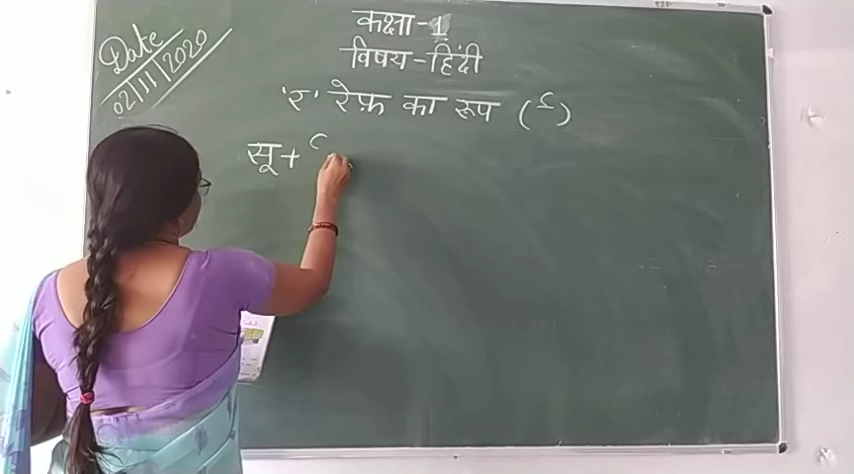 Date
02/11/2020
कक्षा-1
विषय-हिंदी
'र' रेफ़ का रूप (र्)
सू+ र्